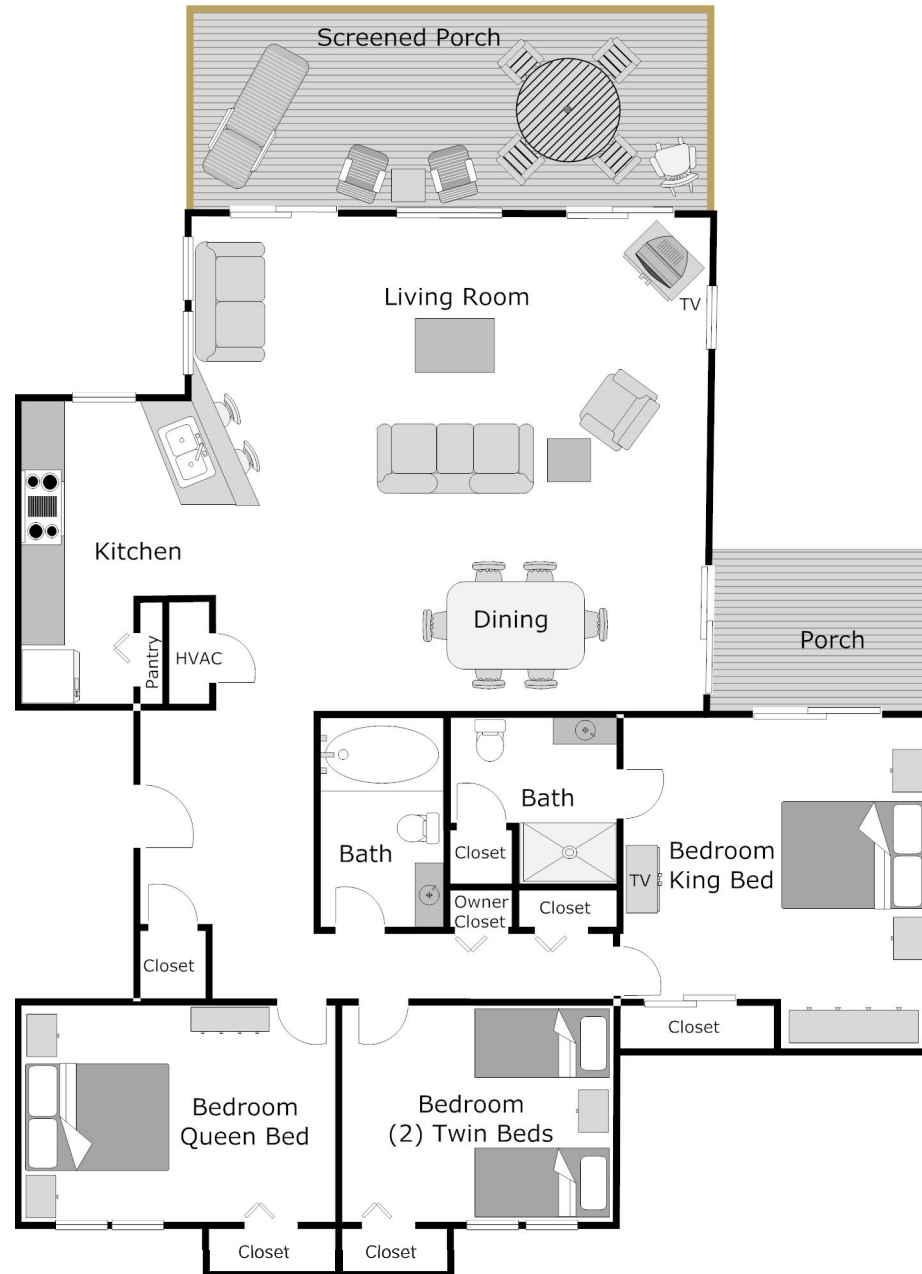 Screened Porch
Living Room
TV
Kitchen
Dining
Pantry
HVAC
Porch
Bath
Bath
Closet
Bedroom
King Bed
TV
Owner
Closet
Closet
Closet
Closet
Bedroom
Queen Bed
Bedroom
(2) Twin Beds
Closet
Closet